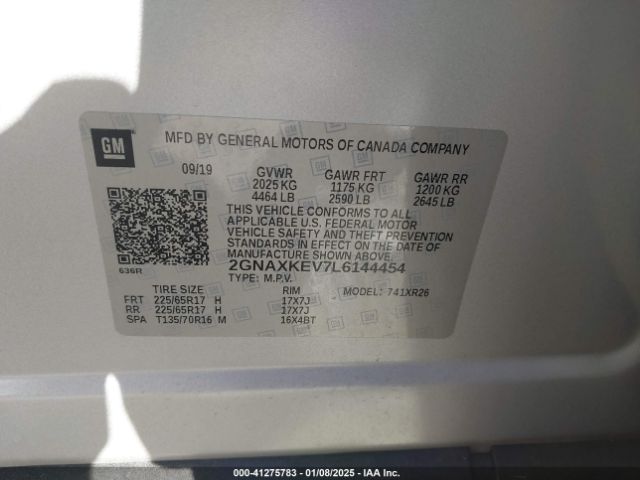 GM
MFD BY GENERAL MOTORS OF CANADA COMPANY
09/19 GVWR GAWR FRT GAWR RR
2025 KG 1175 KG 1200 KG
4464 LB 2590 LB 2645 LB
THIS VEHICLE CONFORMS TO ALL
APPLICABLE U.S. FEDERAL MOTOR
VEHICLE SAFETY AND THEFT
PREVENTION STANDARDS IN
EFFECT ON THE DATE OF
MANUFACTURE SHOWN ABOVE.
636R 2GNAXKEV7L6144454
TYPE: M.P.V. MODEL: 741XR26
TIRE SIZE RIM
FRT 225/65R17 H 17X7J
RR 225/65R17 H 17X7J
SPA T135/70R16 M 16X4BT
000-41275783 - 01/08/2025 - IAA